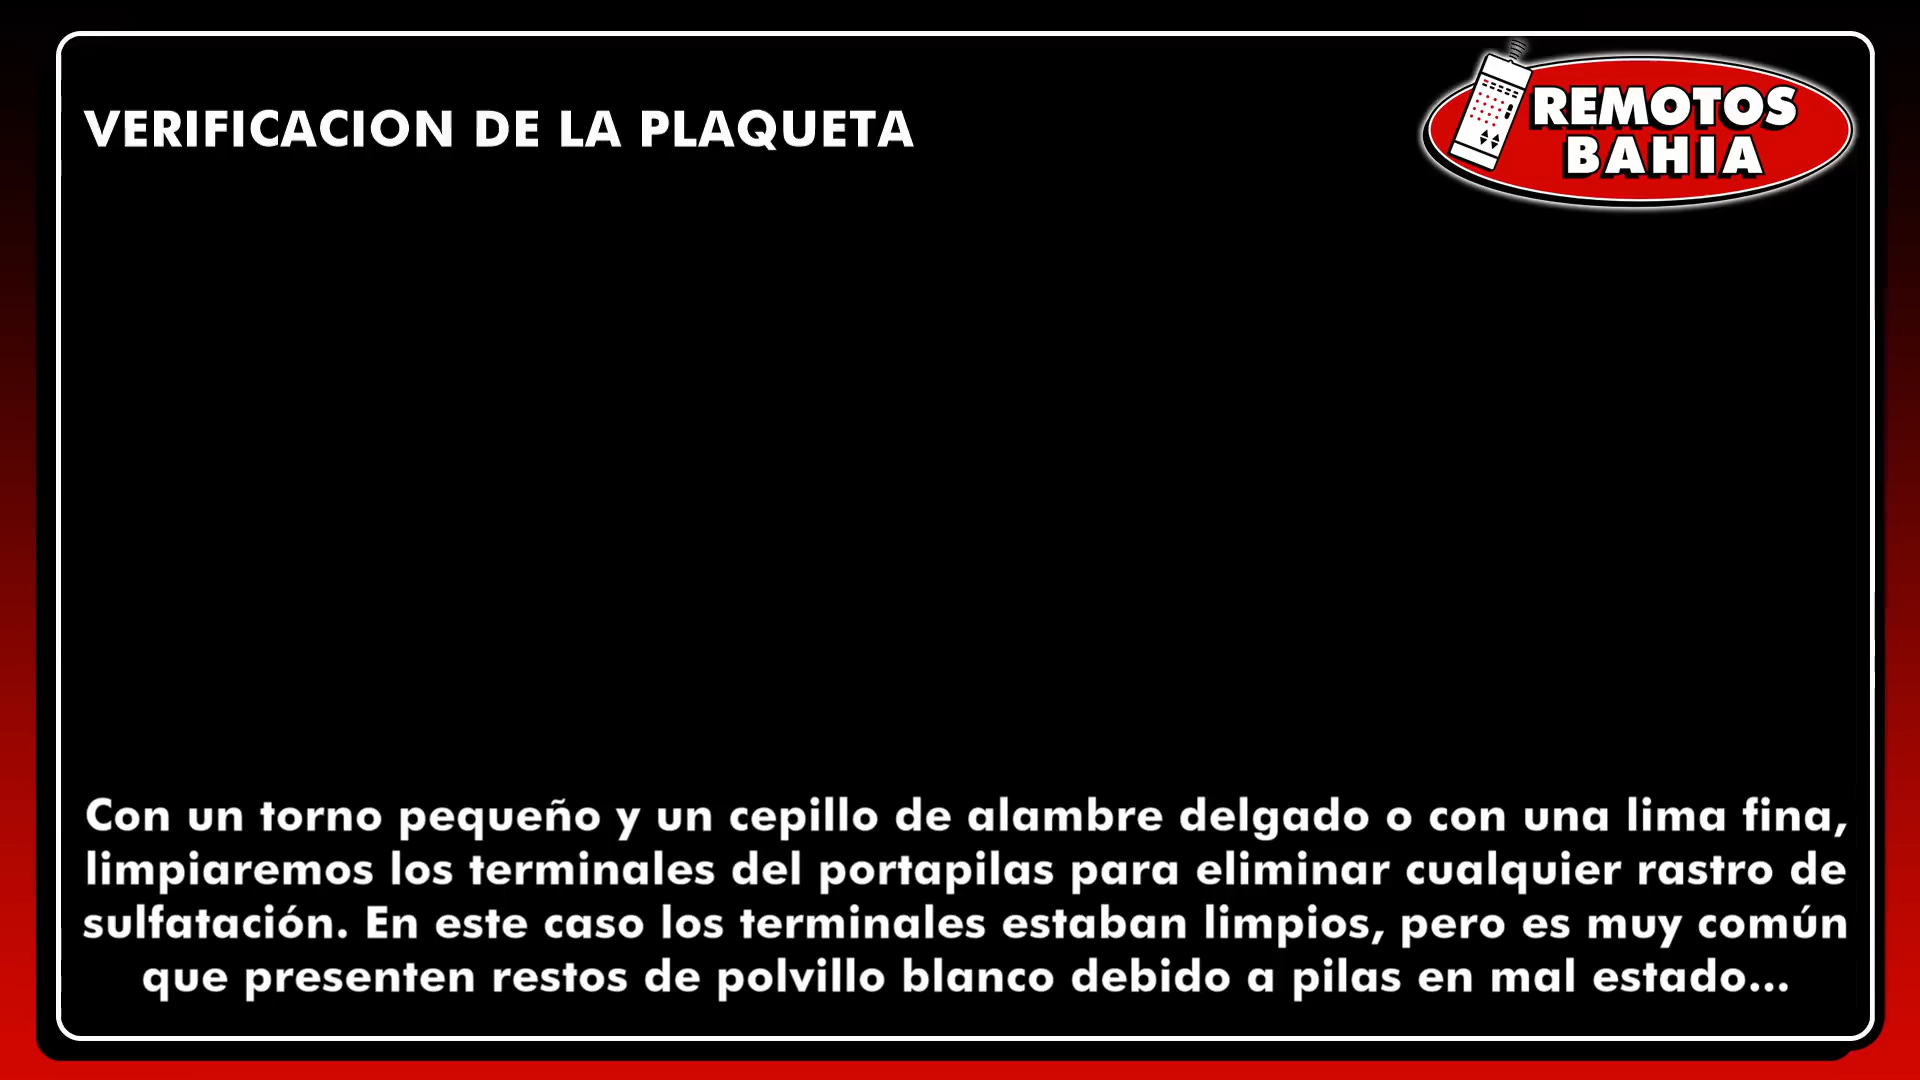 REMOTOS
BAHIA
VERIFICACION DE LA PLAQUETA
Con un torno pequeño y un cepillo de alambre delgado o con una lima fina,
limpiaremos los terminales del portapilas para eliminar cualquier rastro de
sulfatación. En este caso los terminales estaban limpios, pero es muy común
que presenten restos de polvillo blanco debido a pilas en mal estado...